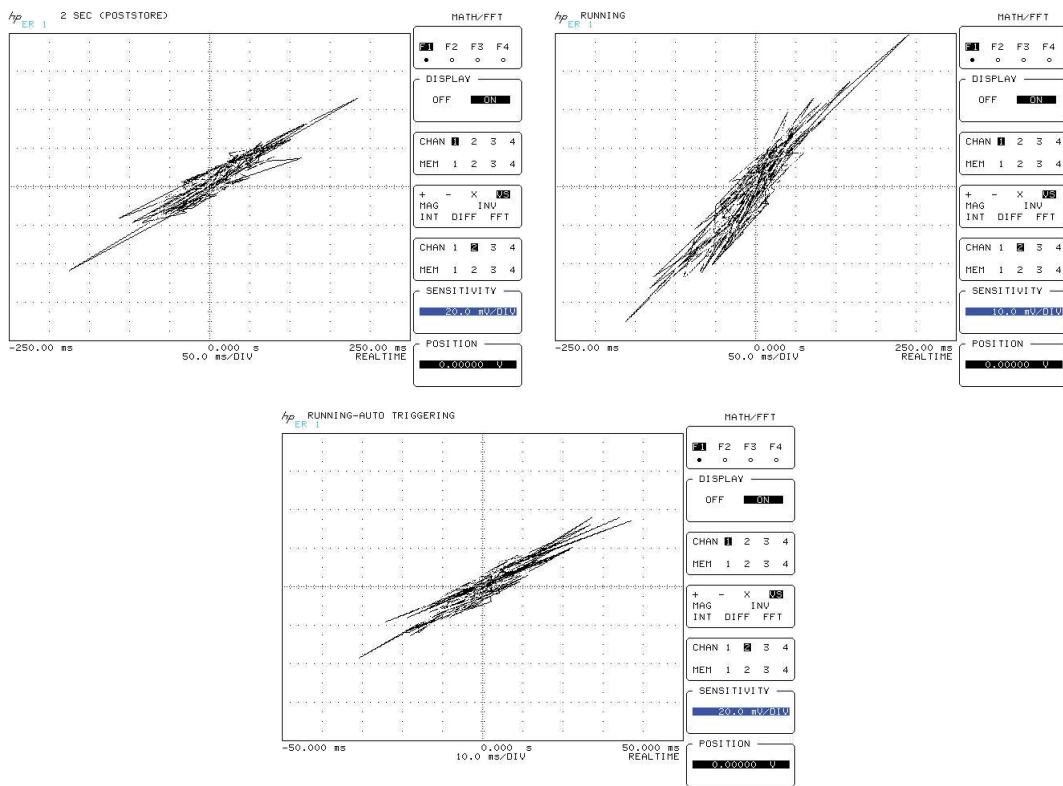 hp 2 SEC (POSTSTORE)
ER 1
MATH/FFT
F1 F2 F3 F4
DISPLAY
OFF ON
CHAN 1 2 3 4
MEM 1 2 3 4
+ - X VS
MAG INV
INT DIFF FFT
CHAN 1 2 3 4
MEM 1 2 3 4
SENSITIVITY
20.0 mV/DIV
POSITION
0.00000 V
-250.00 ms 0.000 s 250.00 ms
50.0 ms/DIV REALTIME
hp RUNNING
ER 1
MATH/FFT
F1 F2 F3 F4
DISPLAY
OFF ON
CHAN 1 2 3 4
MEM 1 2 3 4
+ - X VS
MAG INV
INT DIFF FFT
CHAN 1 2 3 4
MEM 1 2 3 4
SENSITIVITY
10.0 mV/DIV
POSITION
0.00000 V
-250.00 ms 0.000 s 250.00 ms
50.0 ms/DIV REALTIME
hp RUNNING-AUTO TRIGGERING
ER 1
MATH/FFT
F1 F2 F3 F4
DISPLAY
OFF ON
CHAN 1 2 3 4
MEM 1 2 3 4
+ - X VS
MAG INV
INT DIFF FFT
CHAN 1 2 3 4
MEM 1 2 3 4
SENSITIVITY
20.0 mV/DIV
POSITION
0.00000 V
-50.000 ms 0.000 s 50.000 ms
10.0 ms/DIV REALTIME